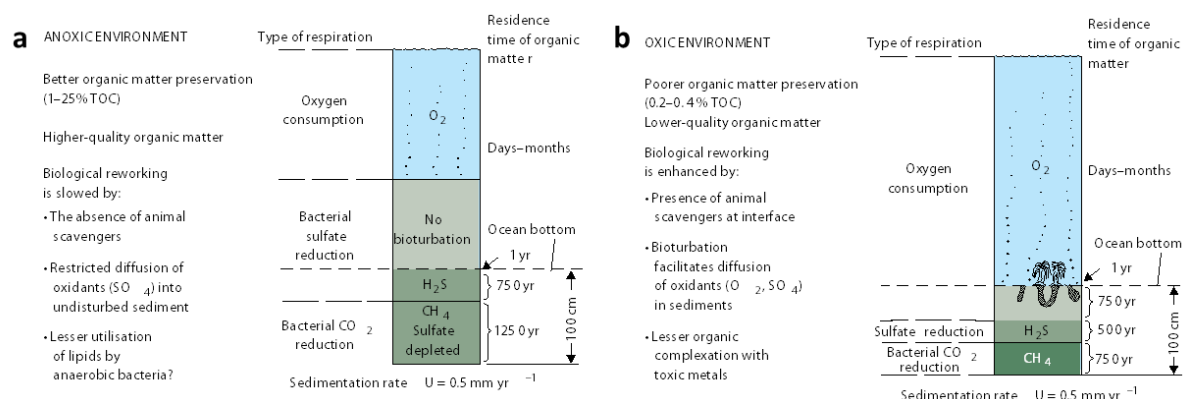 a
ANOXIC ENVIRONMENT
Better organic matter preservation
(1–25% TOC)
Higher-quality organic matter
Biological reworking
is slowed by:
• The absence of animal
scavengers
• Restricted diffusion of
oxidants (SO 4) into
undisturbed sediment
• Lesser utilisation
of lipids by
anaerobic bacteria?
Type of respiration
Oxygen
consumption
Bacterial
sulfate
reduction
Bacterial CO 2
reduction
O2
No
bioturbation
H2S
CH4
Sulfate
depleted
Residence
time of organic
matte r
Days–months
Ocean bottom
1 yr
75 0 yr
125 0 yr
100 cm
Sedimentation rate U = 0.5 mm yr −1
b
OXIC ENVIRONMENT
Poorer organic matter preservation
(0.2–0.4% TOC)
Lower-quality organic matter
Biological reworking
is enhanced by:
• Presence of animal
scavengers at interface
• Bioturbation
facilitates diffusion
of oxidants (O 2, SO 4)
in sediments
• Lesser organic
complexation with
toxic metals
Type of respiration
Oxygen
consumption
Sulfate reduction
Bacterial CO 2
reduction
O2
H2S
CH4
Residence
time of organic
matter
Days–months
Ocean bottom
1 yr
75 0 yr
500 yr
750 yr
100 cm
Sedimentation rate U = 0.5 mm yr −1